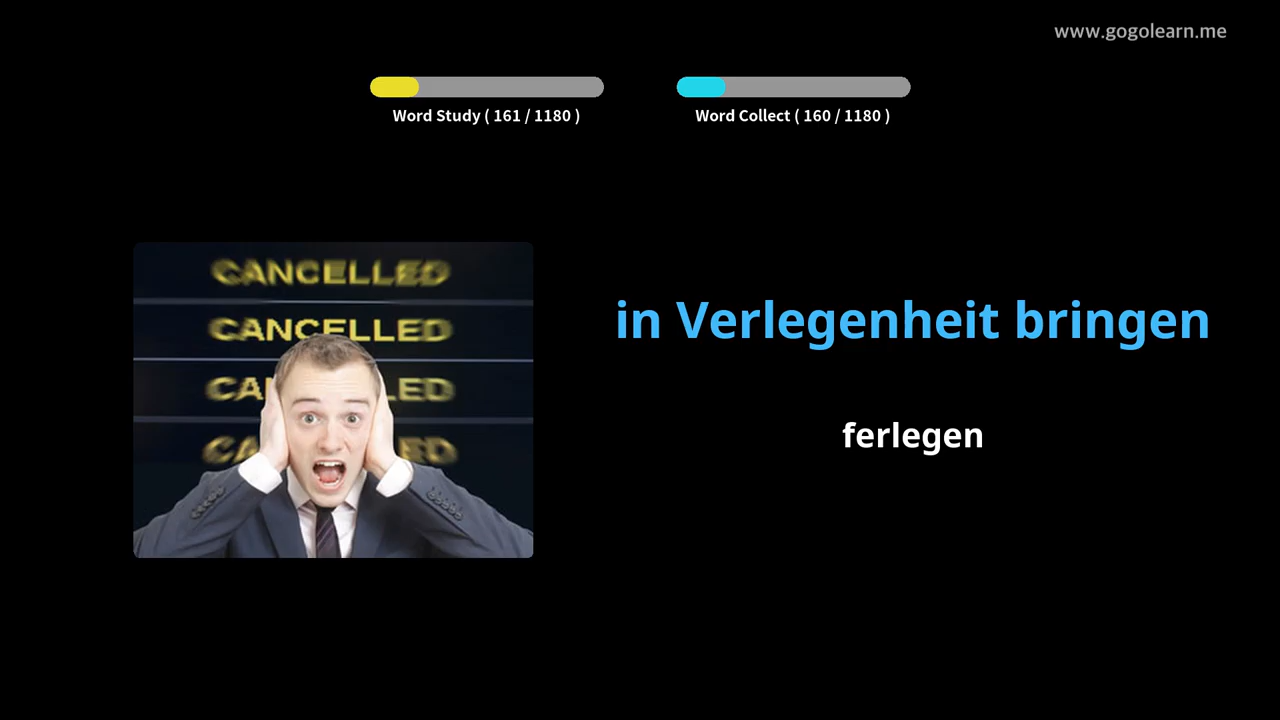 www.gogolearn.me
Word Study ( 161 / 1180 )
Word Collect ( 160 / 1180 )
CANCELLED
CANCELLED
in Verlegenheit bringen
ferlegen